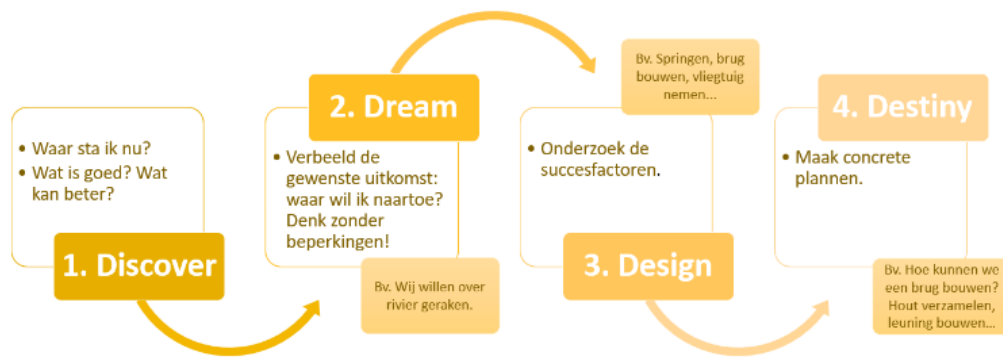 • Waar sta ik nu?
• Wat is goed? Wat
kan beter?
1. Discover
2. Dream
• Verbeeld de
gewenste uitkomst:
waar wil ik naartoe?
Denk zonder
beperkingen!
Bv. Wij willen over
rivier geraken.
Bv. Springen, brug
bouwen, vliegtuig
nemen...
• Onderzoek de
succesfactoren.
3. Design
4. Destiny
• Maak concrete
plannen.
Bv. Hoe kunnen we
een brug bouwen?
Hout verzamelen,
leuning bouwen...